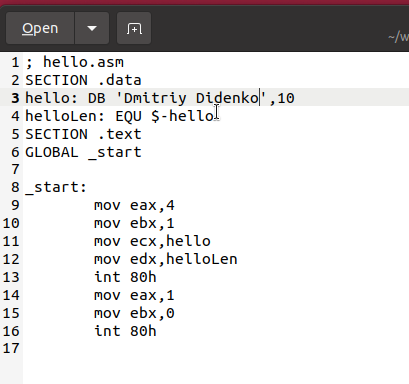 Open
~/w
1 ; hello.asm
2 SECTION .data
3 hello: DB 'Dmitriy Didenko',10
4 helloLen: EQU $-hello
5 SECTION .text
6 GLOBAL _start
7
8 _start:
9         mov eax,4
10         mov ebx,1
11         mov ecx,hello
12         mov edx,helloLen
13         int 80h
14         mov eax,1
15         mov ebx,0
16         int 80h
17